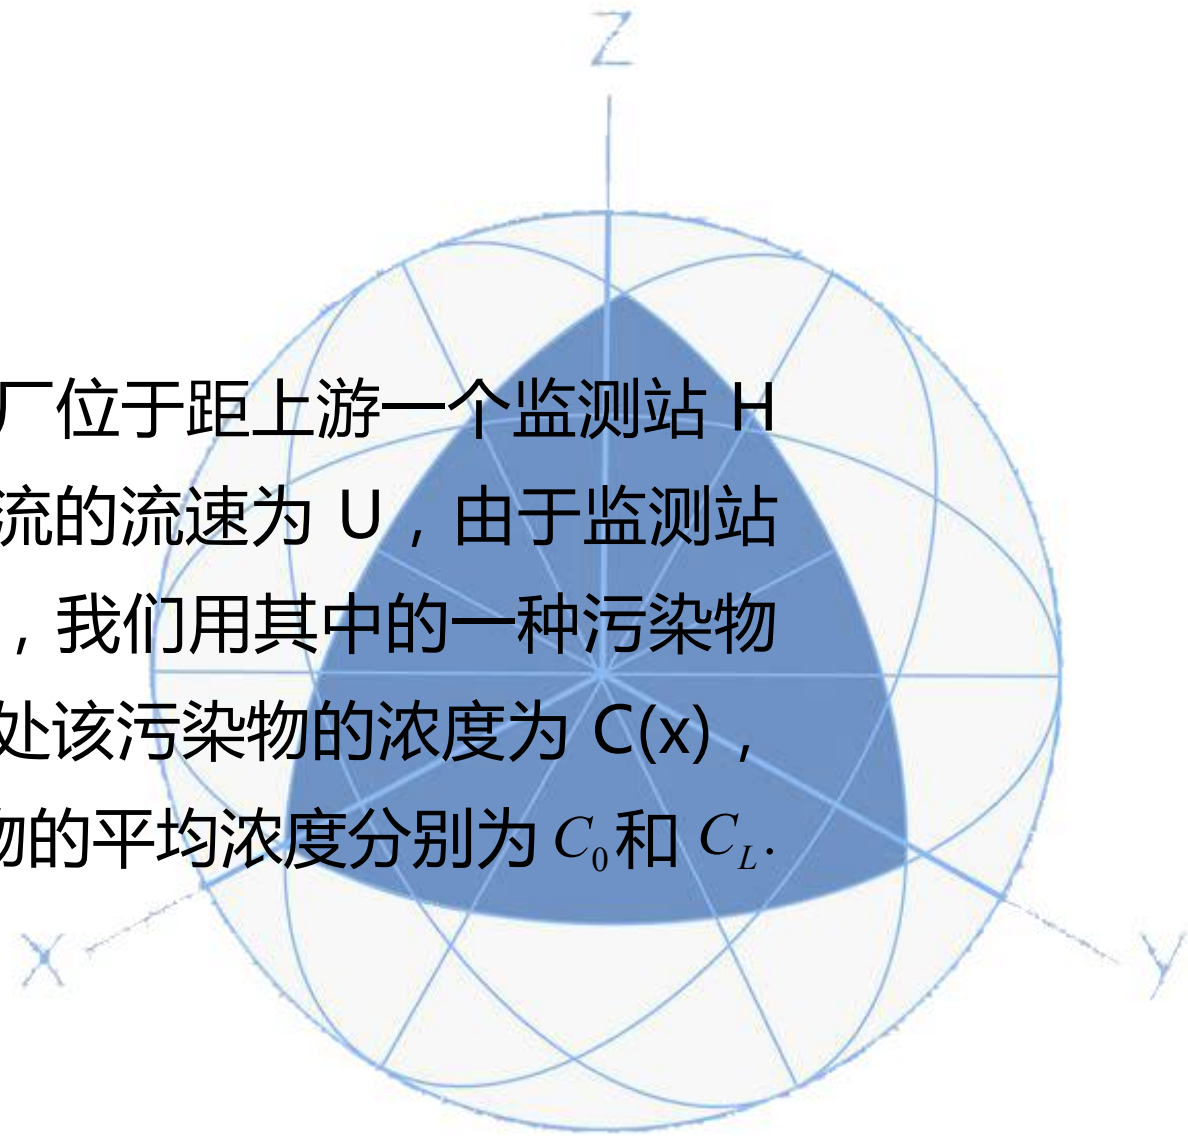 Z
厂位于距上游一个监测站 H
流的流速为 U，由于监测站
，我们用其中的一种污染物
处该污染物的浓度为 C(x)，
物的平均浓度分别为 C₀和 C_L.
X
Y